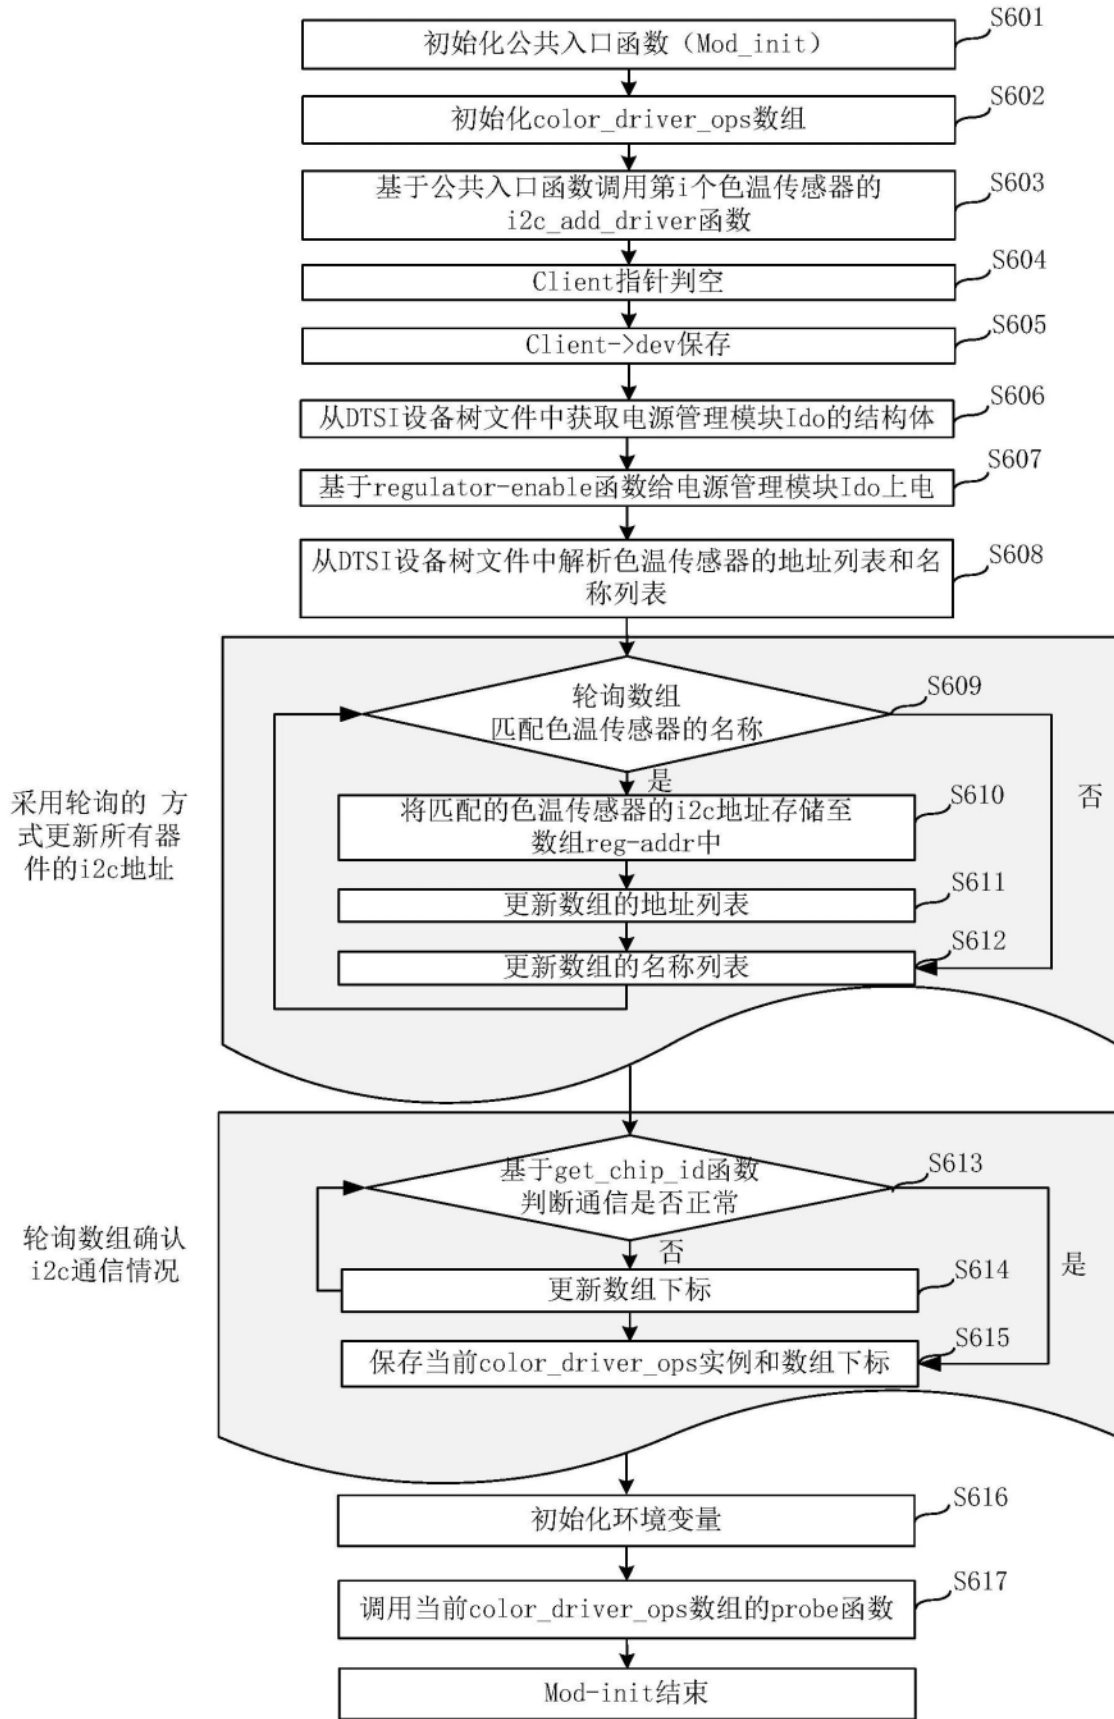 S601
初始化公共入口函数（Mod_init）
S602
初始化color_driver_ops数组
S603
基于公共入口函数调用第i个色温传感器的
i2c_add_driver函数
S604
Client指针判空
S605
Client->dev保存
S606
从DTSI设备树文件中获取电源管理模块Ido的结构体
S607
基于regulator-enable函数给电源管理模块Ido上电
S608
从DTSI设备树文件中解析色温传感器的地址列表和名
称列表
S609
轮询数组
匹配色温传感器的名称
是
否
S610
将匹配的色温传感器的i2c地址存储至
数组reg-addr中
采用轮询的 方
式更新所有器
件的i2c地址
S611
更新数组的地址列表
S612
更新数组的名称列表
S613
基于get_chip_id函数
判断通信是否正常
否
是
轮询数组确认
i2c通信情况
S614
更新数组下标
S615
保存当前color_driver_ops实例和数组下标
S616
初始化环境变量
S617
调用当前color_driver_ops数组的probe函数
Mod-init结束